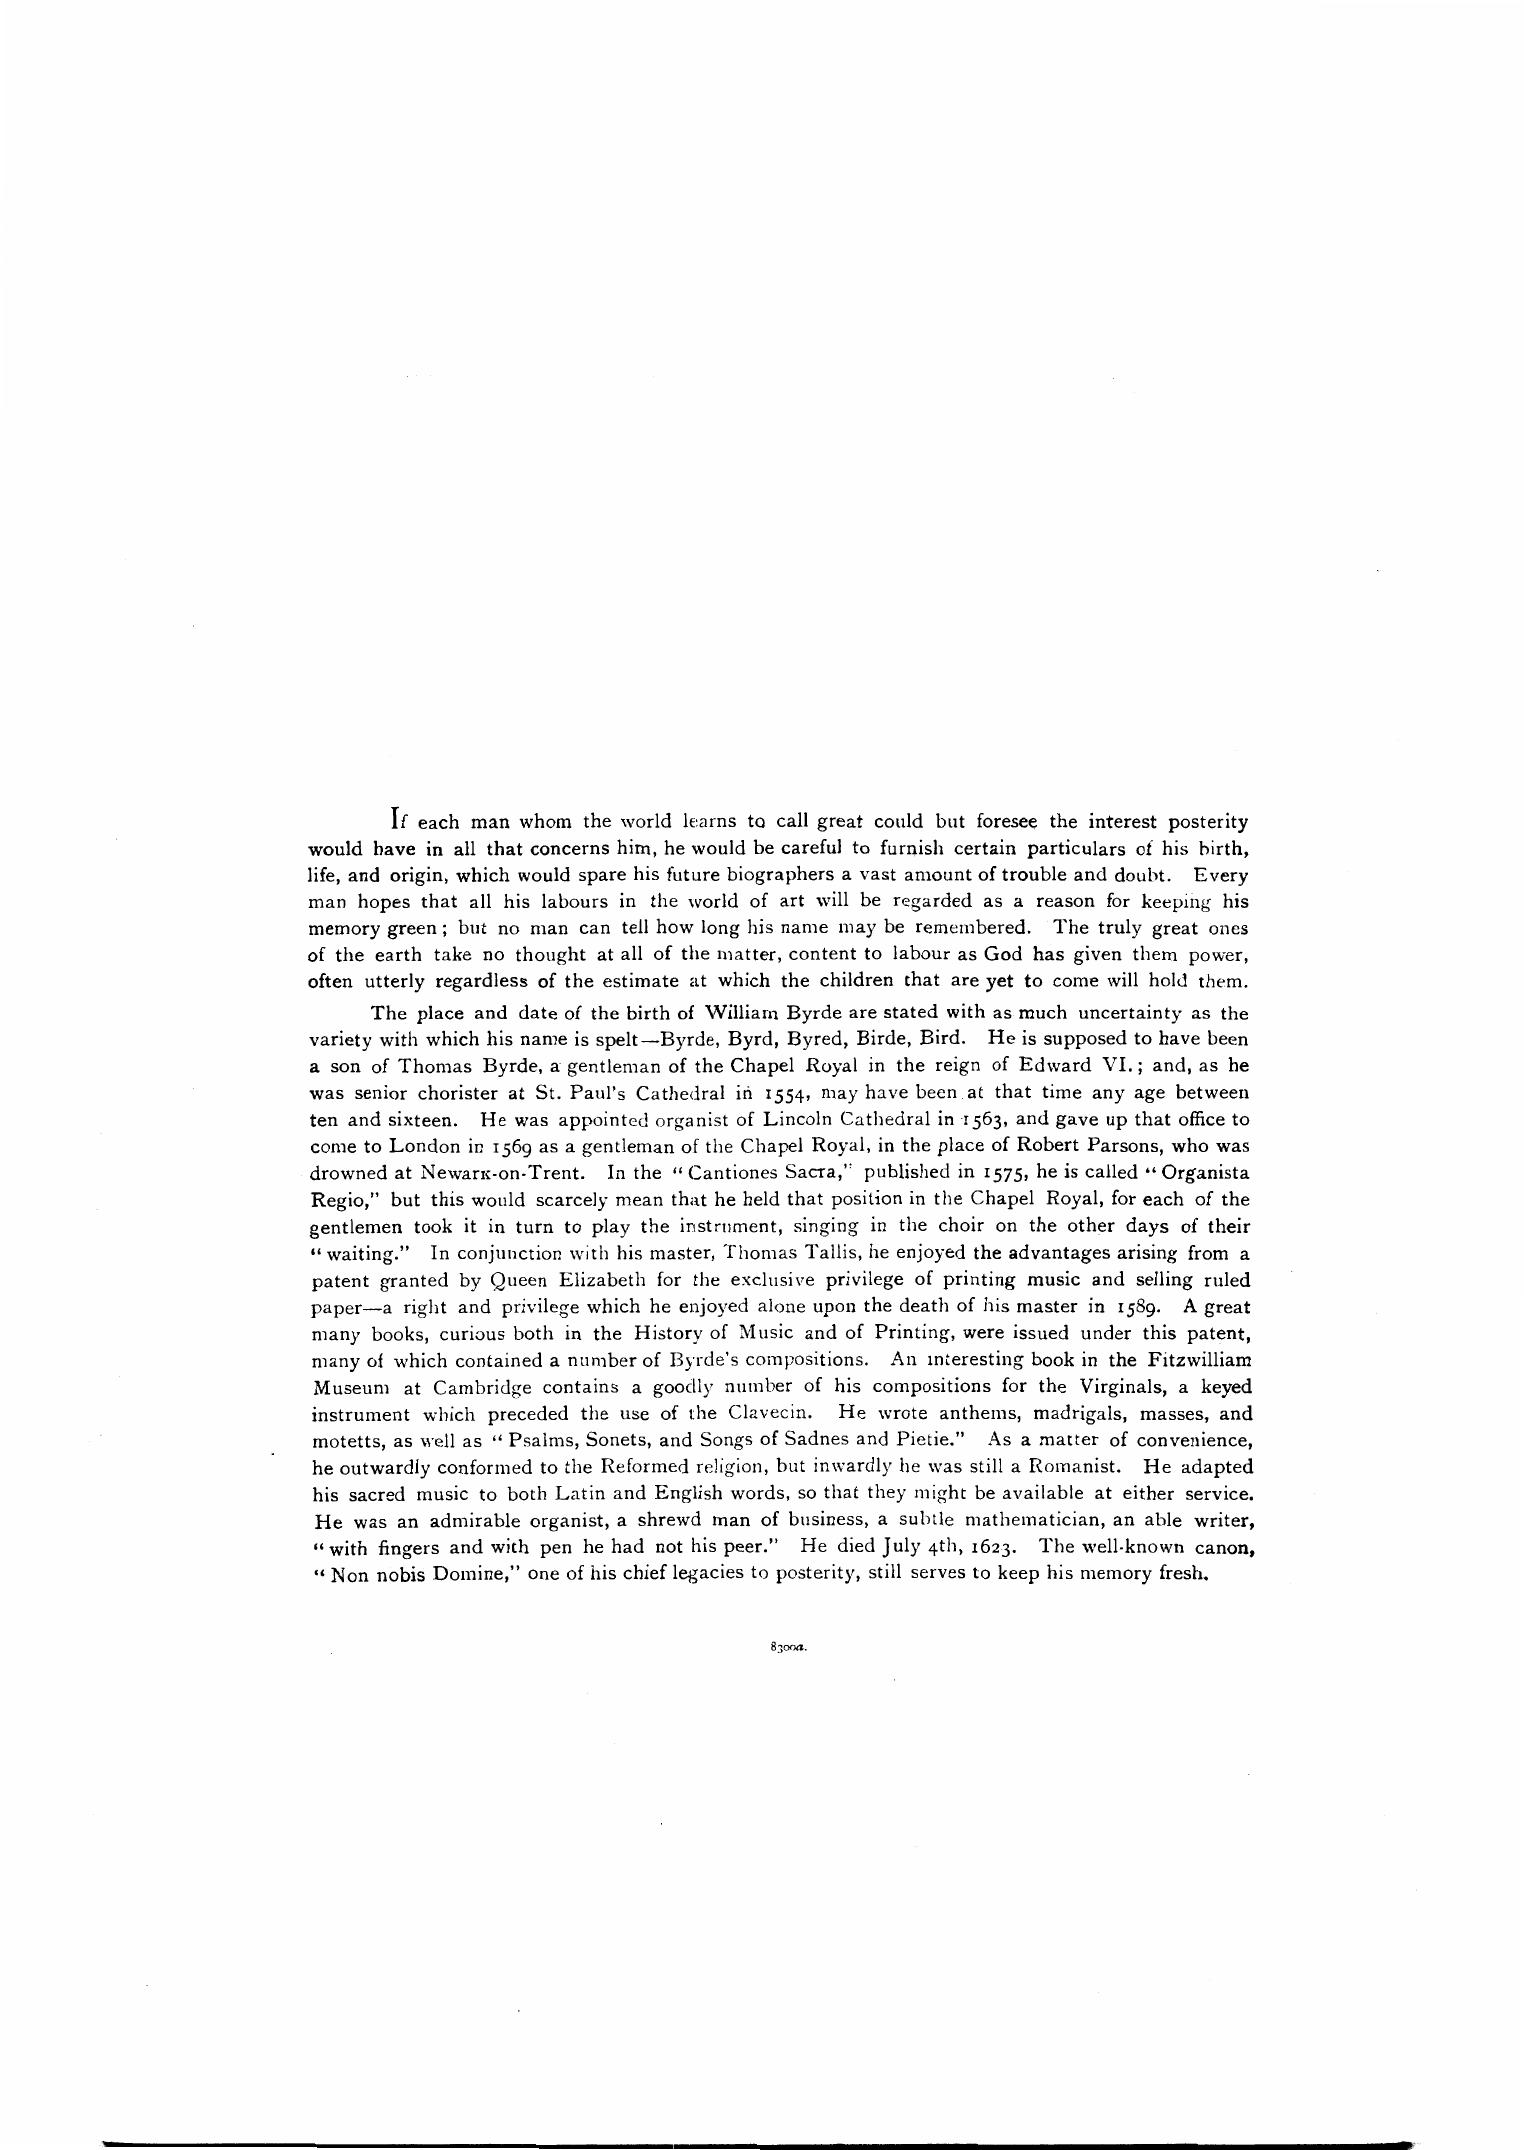 If each man whom the world learns to call great could but foresee the interest posterity
would have in all that concerns him, he would be careful to furnish certain particulars of his birth,
life, and origin, which would spare his future biographers a vast amount of trouble and doubt. Every
man hopes that all his labours in the world of art will be regarded as a reason for keeping his
memory green; but no man can tell how long his name may be remembered. The truly great ones
of the earth take no thought at all of the matter, content to labour as God has given them power,
often utterly regardless of the estimate at which the children that are yet to come will hold them.
The place and date of the birth of William Byrde are stated with as much uncertainty as the
variety with which his name is spelt—Byrde, Byrd, Byred, Birde, Bird. He is supposed to have been
a son of Thomas Byrde, a gentleman of the Chapel Royal in the reign of Edward VI.; and, as he
was senior chorister at St. Paul's Cathedral in 1554, may have been at that time any age between
ten and sixteen. He was appointed organist of Lincoln Cathedral in 1563, and gave up that office to
come to London in 1569 as a gentleman of the Chapel Royal, in the place of Robert Parsons, who was
drowned at Newark-on-Trent. In the "Cantiones Sacra," published in 1575, he is called "Organista
Regio," but this would scarcely mean that he held that position in the Chapel Royal, for each of the
gentlemen took it in turn to play the instrument, singing in the choir on the other days of their
"waiting." In conjunction with his master, Thomas Tallis, he enjoyed the advantages arising from a
patent granted by Queen Elizabeth for the exclusive privilege of printing music and selling ruled
paper—a right and privilege which he enjoyed alone upon the death of his master in 1589. A great
many books, curious both in the History of Music and of Printing, were issued under this patent,
many of which contained a number of Byrde's compositions. An interesting book in the Fitzwilliam
Museum at Cambridge contains a goodly number of his compositions for the Virginals, a keyed
instrument which preceded the use of the Clavecin. He wrote anthems, madrigals, masses, and
motetts, as well as "Psalms, Sonets, and Songs of Sadnes and Pietie." As a matter of convenience,
he outwardly conformed to the Reformed religion, but inwardly he was still a Romanist. He adapted
his sacred music to both Latin and English words, so that they might be available at either service.
He was an admirable organist, a shrewd man of business, a subtle mathematician, an able writer,
"with fingers and with pen he had not his peer." He died July 4th, 1623. The well-known canon,
"Non nobis Domine," one of his chief legacies to posterity, still serves to keep his memory fresh.
8300a.